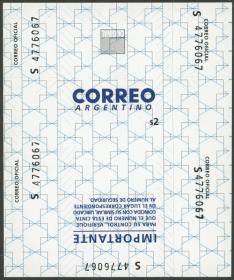 CORREO OFICIAL
S 4776067
S 4776067
CORREO OFICIAL
CORREO
ARGENTINO
$2
CORREO OFICIAL
S 4776067
S 4776067
CORREO OFICIAL
IMPORTANTE
PARA SU CONTROL, VERIFIQUE
QUE EL NUMERO DE ESTA CINTA
COINCIDA CON SU SIMILAR, UBICADO
EN EL LUGAR CORRESPONDIENTE
AL NUMERO DE SEGURIDAD
S 4776067